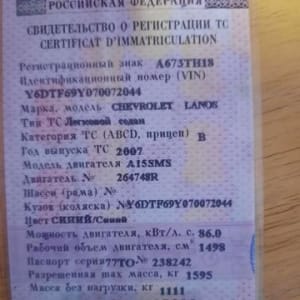 РОССИЙСКАЯ ФЕДЕРАЦИЯ
СВИДЕТЕЛЬСТВО О РЕГИСТРАЦИИ ТС
CERTIFICAT D'IMMATRICULATION
Регистрационный знак А673ТН18
Идентификационный номер (VIN)
Y6DTF69Y070072044
Марка, модель CHEVROLET LANOS
Тип ТС Легковой седан
Категория ТС (ABCD, прицеп) B
Год выпуска ТС 2007
Модель двигателя A15SMS
Двигатель № 264748R
Шасси (рама) №
Кузов (коляска) № Y6DTF69Y070072044
Цвет СИНИЙ/Синий
Мощность двигателя, кВт/л. с. 86.0
Рабочий объем двигателя, см³ 1498
Паспорт серия 77ТО № 238242
Разрешенная max масса, кг 1595
Масса без нагрузки, кг 1111